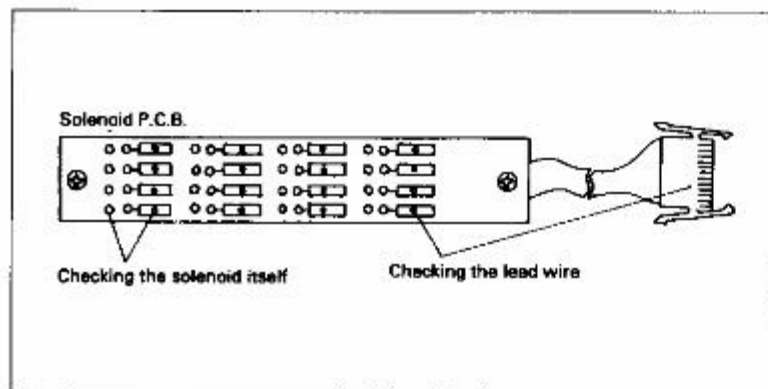 Solenoid P.C.B.
Checking the solenoid itself
Checking the lead wire